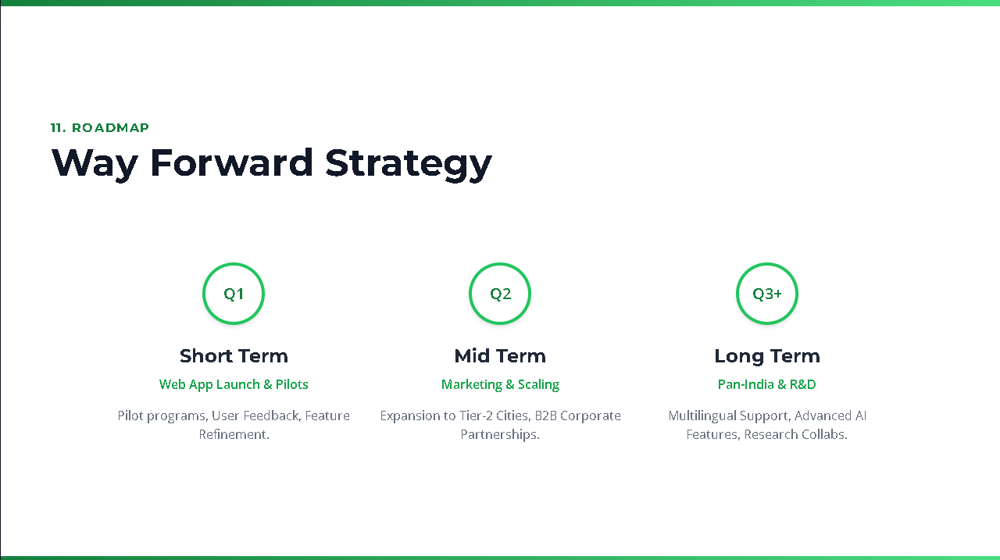 11. ROADMAP
Way Forward Strategy
Q1
Q2
Q3+
Short Term
Mid Term
Long Term
Web App Launch & Pilots
Marketing & Scaling
Pan-India & R&D
Pilot programs, User Feedback, Feature
Refinement.
Expansion to Tier-2 Cities, B2B Corporate
Partnerships.
Multilingual Support, Advanced AI
Features, Research Collabs.